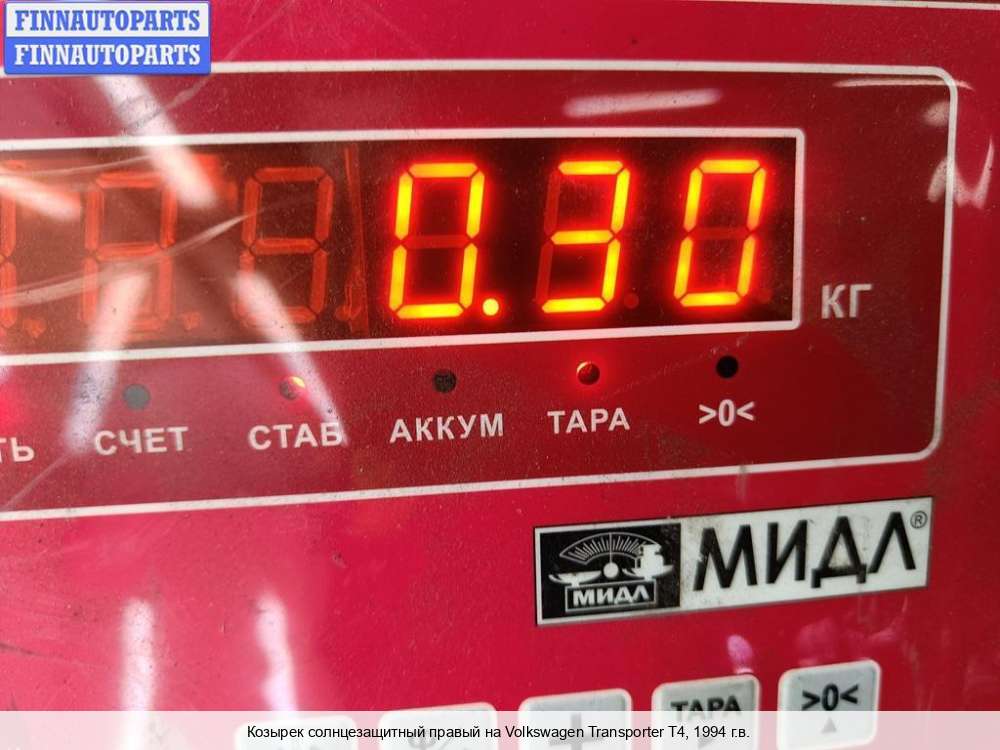 FINNAUTOPARTS
FINNAUTOPARTS
0.30
КГ
ТЬ СЧЕТ СТАБ АККУМ ТАРА >0<
МИДЛ®
МИДЛ
ТАРА >0<
Козырек солнцезащитный правый на Volkswagen Transporter T4, 1994 г.в.